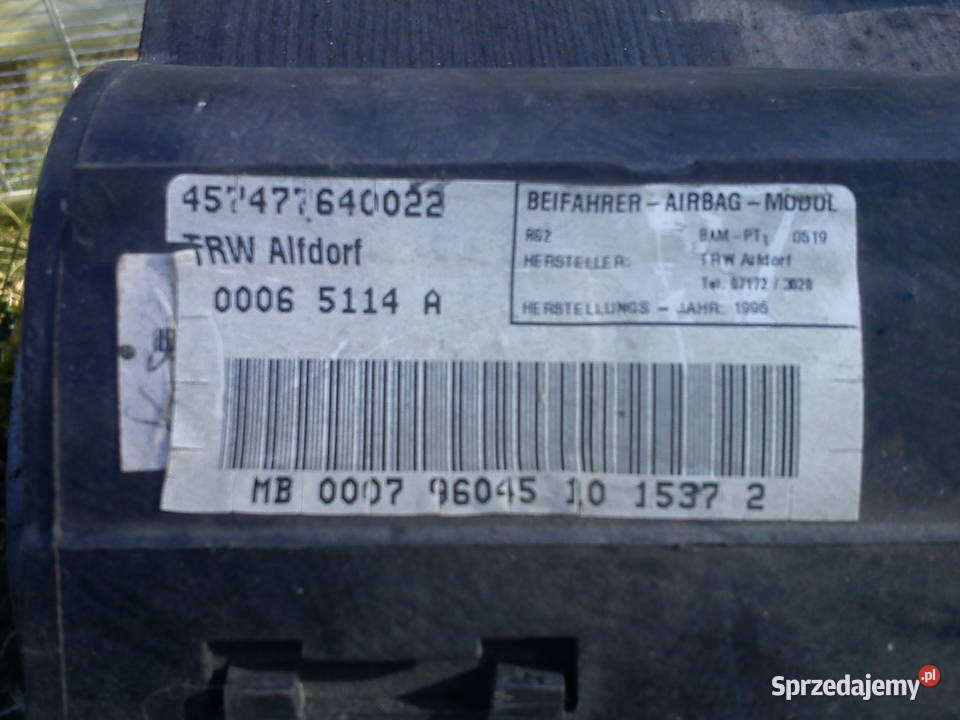 457477640022
TRW Alfdorf
0006 5114 A
BEIFAHRER - AIRBAG - MODUL
R62 BAM - PT1 0519
HERSTELLER: TRW Alfdorf
Tel. 07172 / 3020
HERSTELLUNGS - JAHR: 1996
MB 0007 96045 10 1537 2
Sprzedajemy.pl